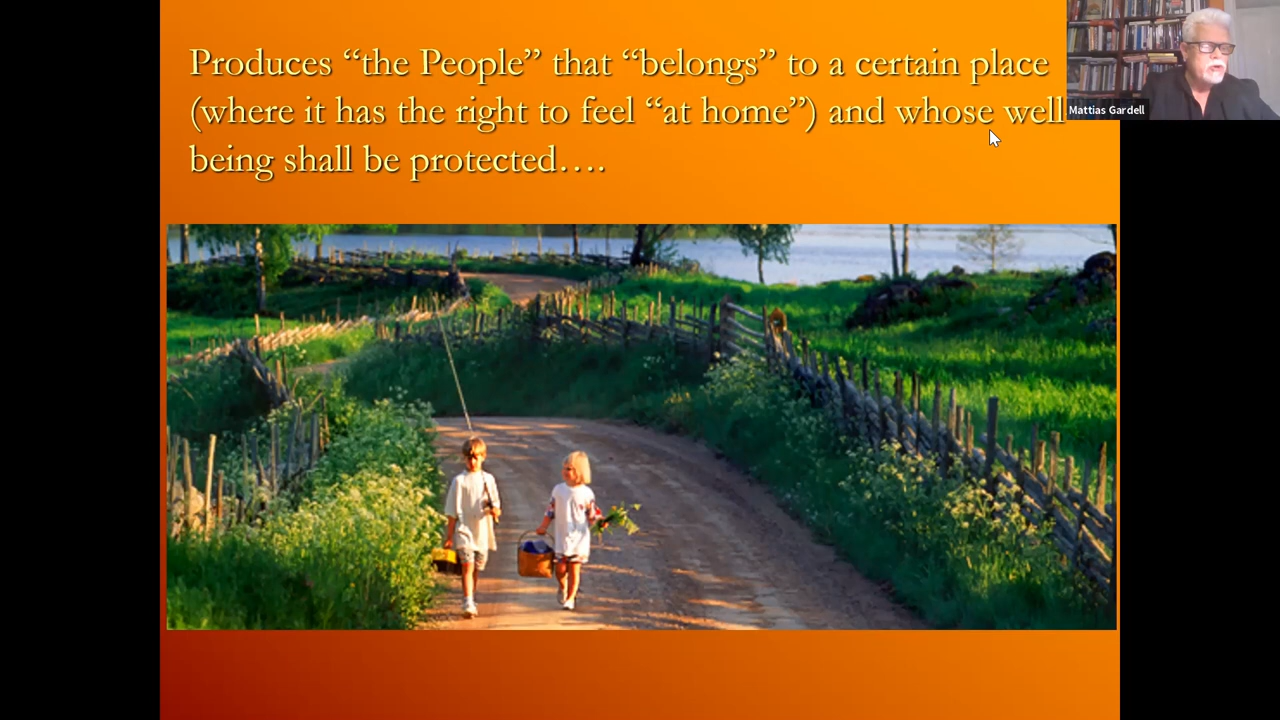 Produces “the People” that “belongs” to a certain place
(where it has the right to feel “at home”) and whose well
being shall be protected….
Mattias Gardell